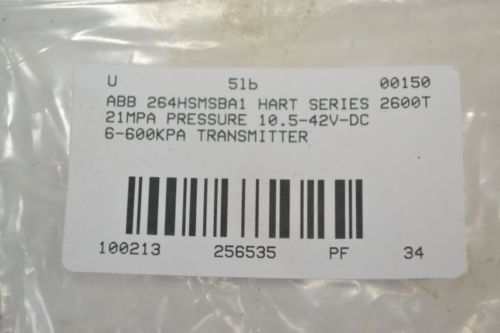 U 51b 00150
ABB 264HSMSBA1 HART SERIES 2600T
21MPA PRESSURE 10.5-42V-DC
6-600KPA TRANSMITTER
100213 256535 PF 34